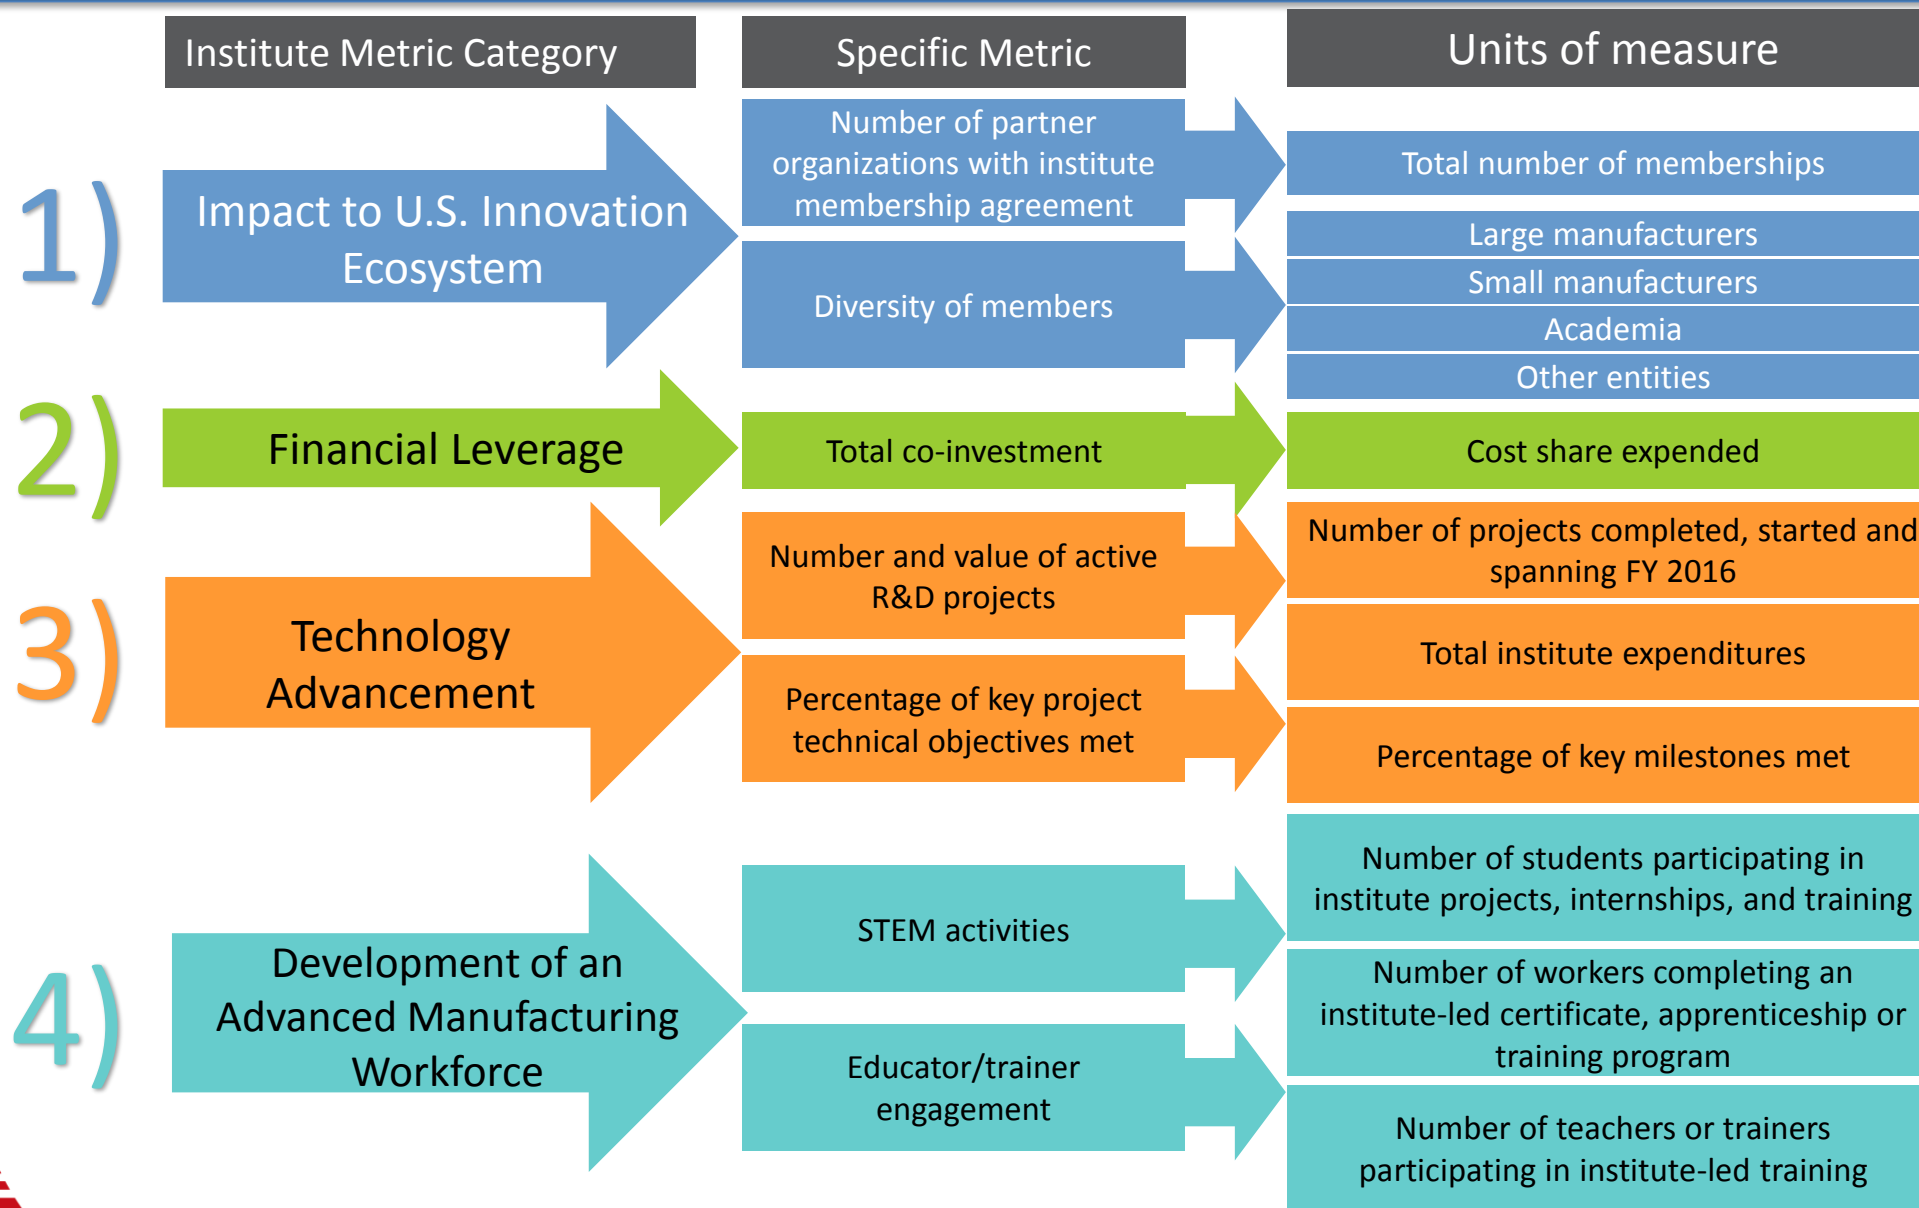 Institute Metric Category
Specific Metric
Units of measure
1)
Impact to U.S. Innovation
Ecosystem
Number of partner
organizations with institute
membership agreement
Total number of memberships
Diversity of members
Large manufacturers
Small manufacturers
Academia
Other entities
2)
Financial Leverage
Total co-investment
Cost share expended
3)
Technology
Advancement
Number and value of active
R&D projects
Number of projects completed, started and
spanning FY 2016
Total institute expenditures
Percentage of key project
technical objectives met
Percentage of key milestones met
4)
Development of an
Advanced Manufacturing
Workforce
STEM activities
Number of students participating in
institute projects, internships, and training
Number of workers completing an
institute-led certificate, apprenticeship or
training program
Educator/trainer
engagement
Number of teachers or trainers
participating in institute-led training